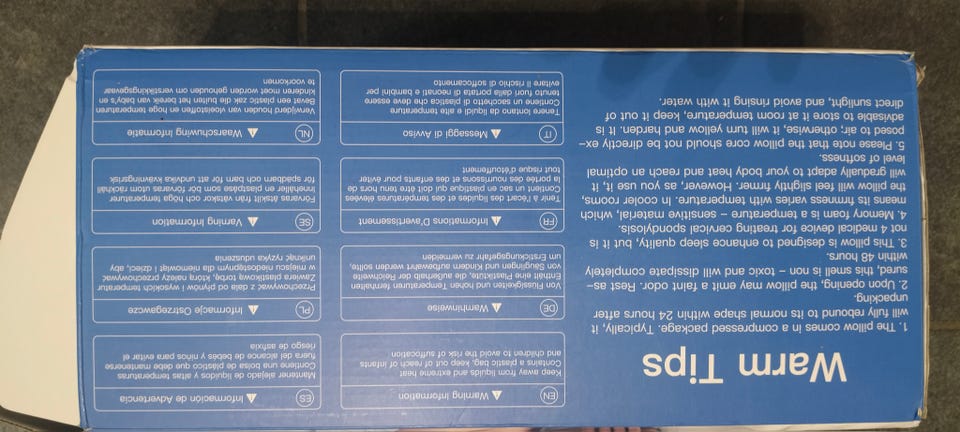 Warm Tips
1. The pillow comes in a compressed package. Typically, it
will fully rebound to its normal shape within 24 hours after
unpacking.
2. Upon opening, the pillow may emit a faint odor. Rest as-
sured, this smell is non - toxic and will dissipate completely
within 48 hours.
3. This pillow is designed to enhance sleep quality, but it is
not 4 medical device for treating cervical spondylosis.
4. Memory foam is a temperature - sensitive material, which
means its firmness varies with temperature. In cooler rooms,
the pillow will feel slightly firmer. However, as you use it, it
will gradually adapt to your body heat and reach an optimal
level of softness.
5. Please note that the pillow core should not be directly ex-
posed to air; otherwise, it will turn yellow and harden. It is
advisable to store it at room temperature, keep it out of
direct sunlight, and avoid rinsing it with water.
EN Warning Information
Keep away from liquids and extreme heat
Contains a plastic bag, keep out of reach of infants
and children to avoid the risk of suffocation
DE Warnhinweise
Von Flüssigkeiten und hohen Temperaturen fernhalten
Enthält eine Plastiktüte, die außerhalb der Reichweite
von Säuglingen und Kindern aufbewahrt werden sollte,
um Erstickungsgefahr zu vermeiden
FR Informations D'avertissement
À tenir à l'écart des liquides et des températures élevées
Contient un sac en plastique qui doit être tenu hors de
la portée des nourrissons et des enfants pour éviter
tout risque d'étouffement
IT Messaggi di Avviso
Tenere lontano da liquidi e alte temperature
Contiene un sacchetto di plastica che deve essere
tenuto fuori dalla portata di neonati e bambini per
evitare il rischio di soffocamento
ES Información de Advertencia
Mantener alejado de líquidos y altas temperaturas
Contiene una bolsa de plástico que debe mantenerse
fuera del alcance de bebés y niños para evitar el
riesgo de asfixia
PL Informacje Ostrzegawcze
Przechowywać z dala od płynów i wysokich temperatur
Zawiera plastikową torbę, którą należy przechowywać
w miejscu niedostępnym dla niemowląt i dzieci, aby
uniknąć ryzyka uduszenia
SE Varning Information
Förvaras åtskilt från vätskor och höga temperaturer
Innehåller en plastpåse som bör förvaras utom räckhåll
för spädbarn och barn för att undvika kvävningsrisk
NL Waarschuwing Informatie
Verwijderd houden van vloeistoffen en hoge temperaturen
Bevat een plastic zak die buiten het bereik van baby's en
kinderen moet worden gehouden om verstikkingsgevaar
te voorkomen